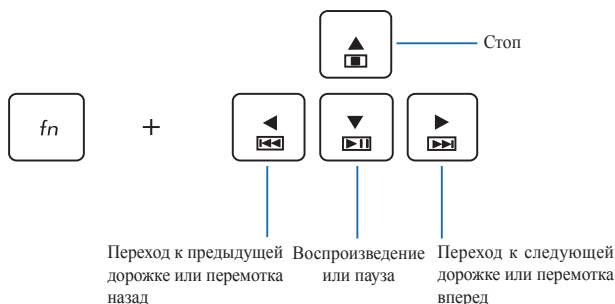 Стоп
fn
+
Переход к предыдущей
дорожке или перемотка
назад
Воспроизведение
или пауза
Переход к следующей
дорожке или перемотка
вперед